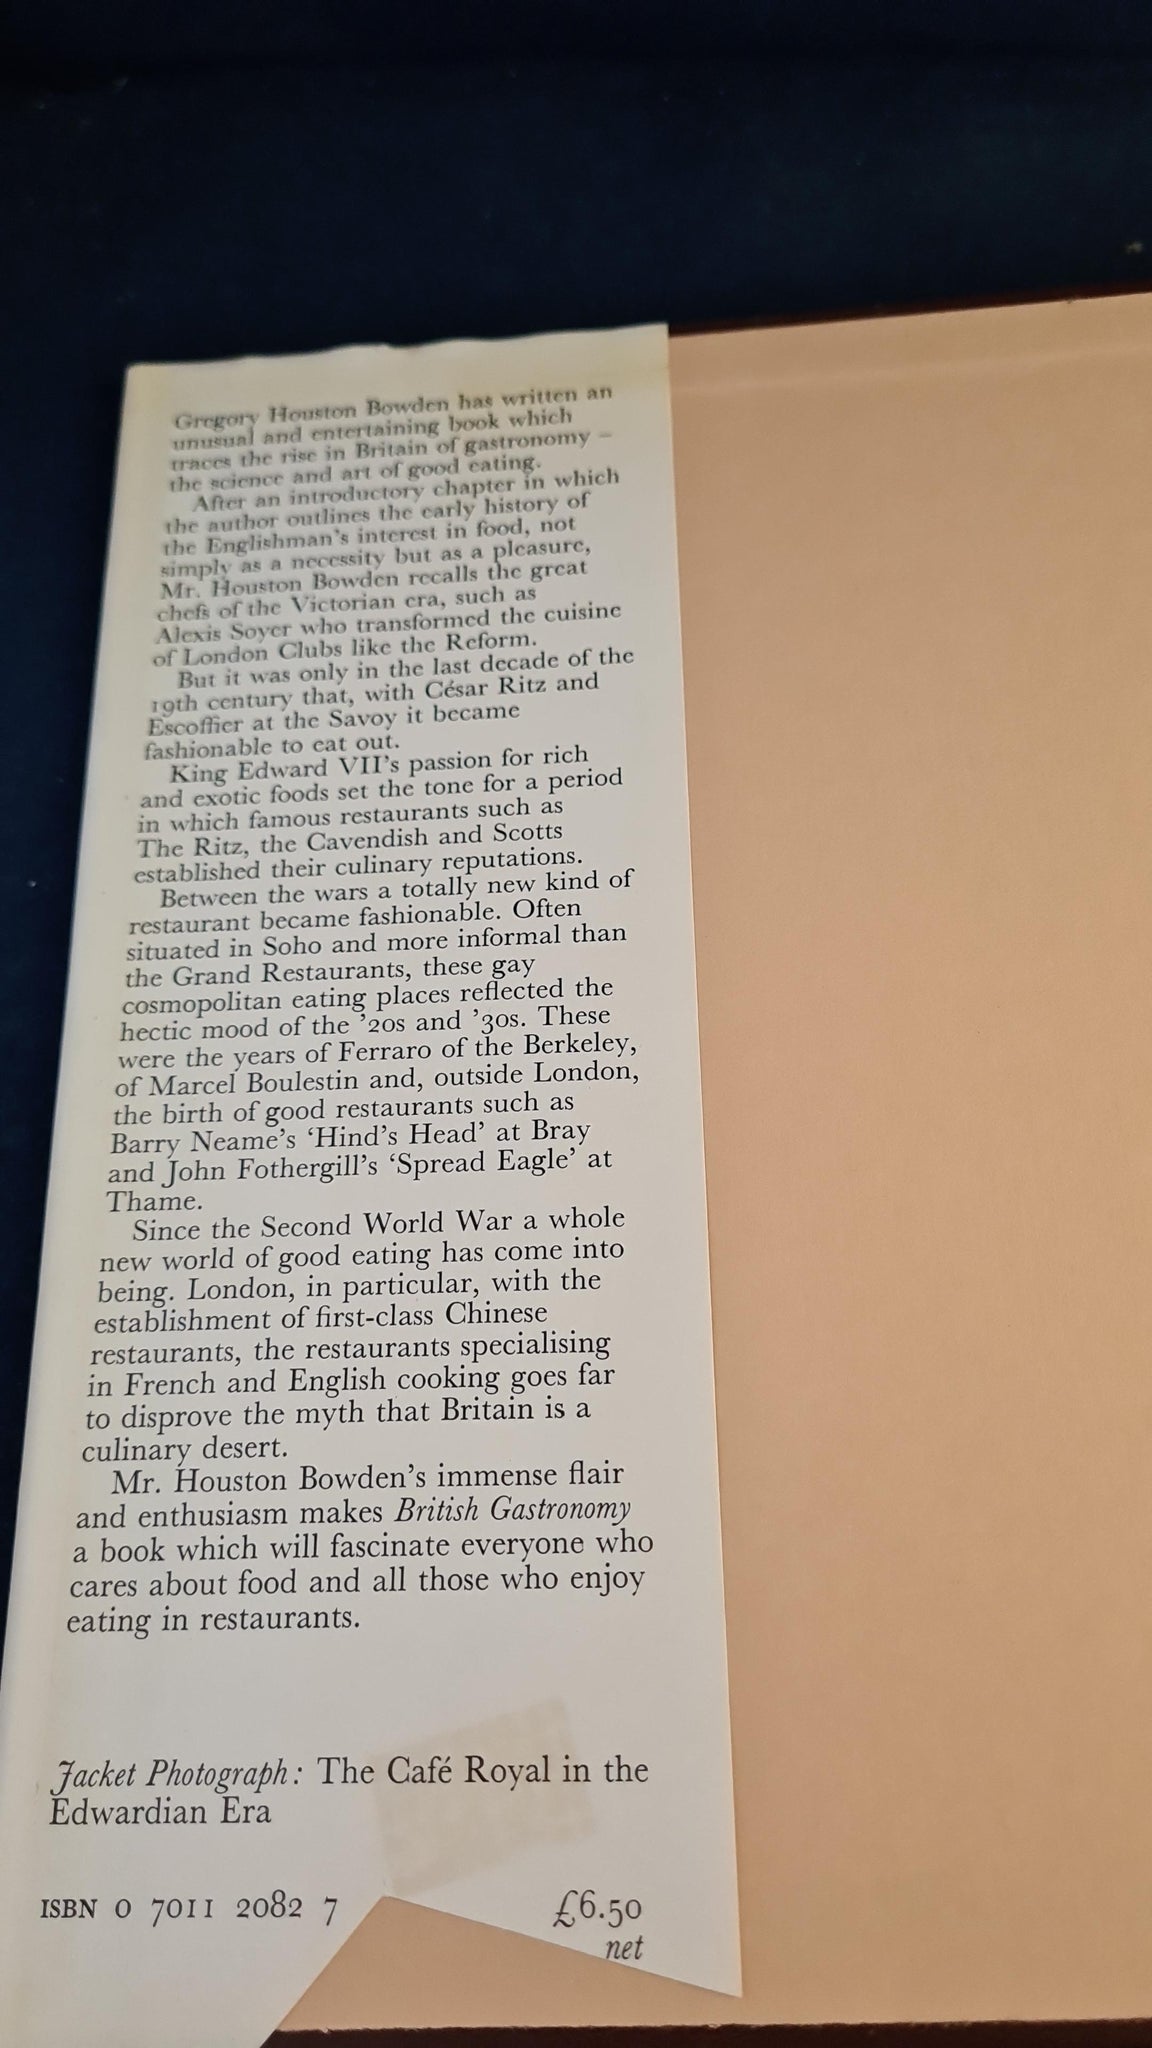 Gregory Houston Bowden has written an
unusual and entertaining book which
traces the rise in Britain of gastronomy –
the science and art of good eating.
After an introductory chapter in which
the author outlines the early history of
the Englishman's interest in food, not
simply as a necessity but as a pleasure,
Mr. Houston Bowden recalls the great
chefs of the Victorian era, such as
Alexis Soyer who transformed the cuisine
of London Clubs like the Reform.
But it was only in the last decade of the
19th century that, with César Ritz and
Escoffier at the Savoy it became
fashionable to eat out.
King Edward VII's passion for rich
and exotic foods set the tone for a period
in which famous restaurants such as
The Ritz, the Cavendish and Scotts
established their culinary reputations.
Between the wars a totally new kind of
restaurant became fashionable. Often
situated in Soho and more informal than
the Grand Restaurants, these gay
cosmopolitan eating places reflected the
hectic mood of the '20s and '30s. These
were the years of Ferraro of the Berkeley,
of Marcel Boulestin and, outside London,
the birth of good restaurants such as
Barry Neame's ‘Hind's Head’ at Bray
and John Fothergill's ‘Spread Eagle’ at
Thame.
Since the Second World War a whole
new world of good eating has come into
being. London, in particular, with the
establishment of first-class Chinese
restaurants, the restaurants specialising
in French and English cooking goes far
to disprove the myth that Britain is a
culinary desert.
Mr. Houston Bowden's immense flair
and enthusiasm makes British Gastronomy
a book which will fascinate everyone who
cares about food and all those who enjoy
eating in restaurants.
Jacket Photograph: The Café Royal in the
Edwardian Era
ISBN 0 7011 2082 7
£6.50
net